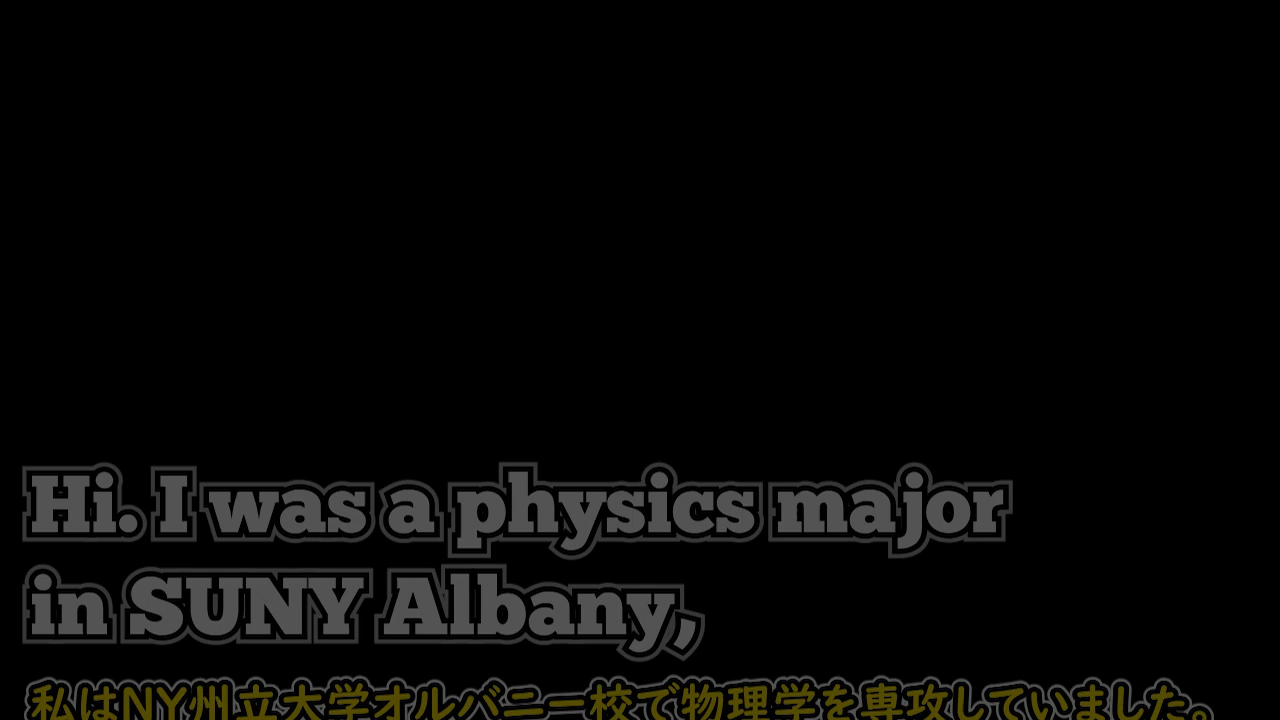 Hi. I was a physics major
in SUNY Albany,
私はNY州立大学オルバニー校で物理学を専攻していました。